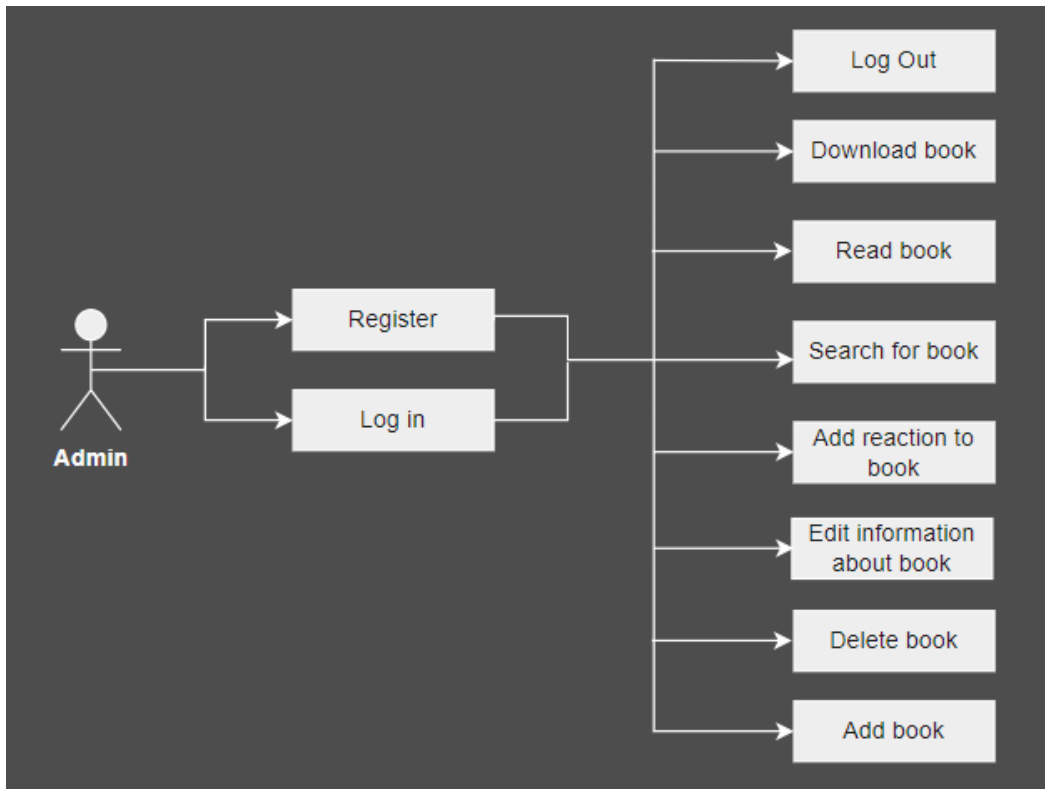 Log Out
Download book
Read book
Register
Search for book
Log in
Add reaction to
book
Admin
Edit information
about book
Delete book
Add book